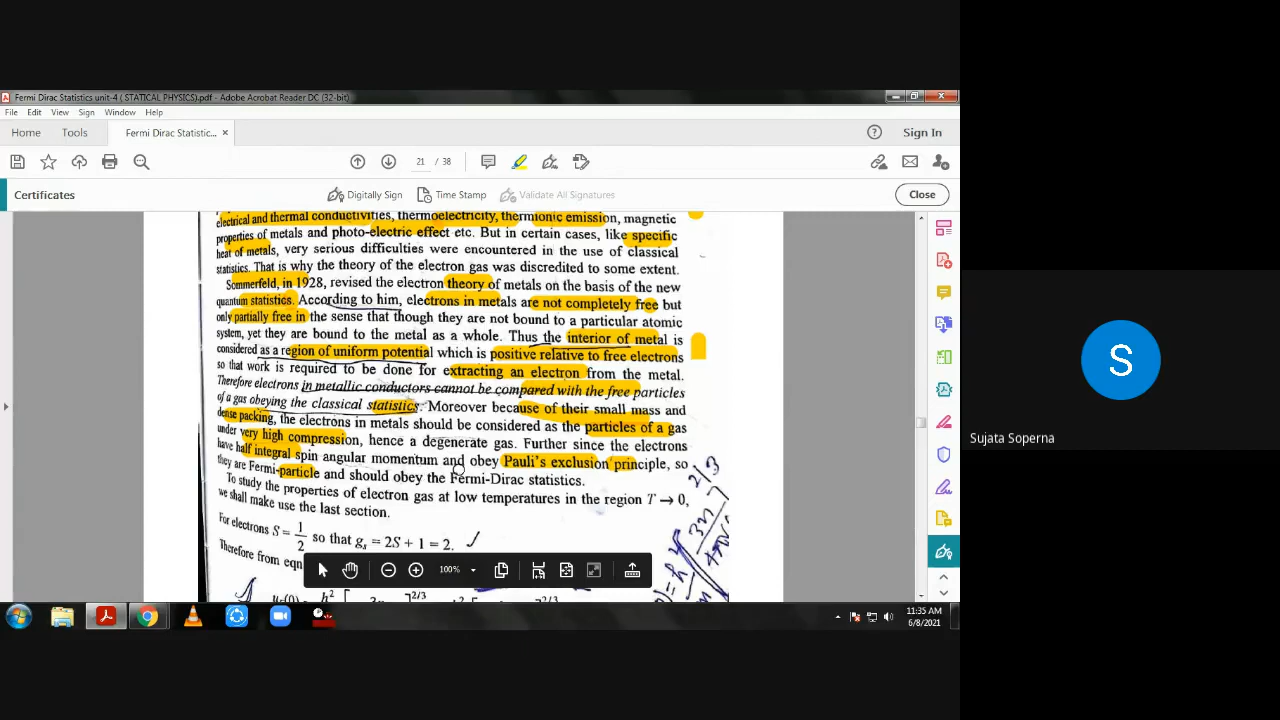 Fermi Dirac Statistics unit-4 ( STATICAL PHYSICS).pdf - Adobe Acrobat Reader DC (32-bit)
File Edit View Sign Window Help
Home Tools Fermi Dirac Statistic... × Sign In
21 / 38
Certificates Digitally Sign Time Stamp Validate All Signatures Close
electrical and thermal conductivities, thermoelectricity, thermionic emission, magnetic
properties of metals and photo-electric effect etc. But in certain cases, like specific
heat of metals, very serious difficulties were encountered in the use of classical
statistics. That is why the theory of the electron gas was discredited to some extent.
Sommerfeld, in 1928, revised the electron theory of metals on the basis of the new
quantum statistics. According to him, electrons in metals are not completely free but
only partially free in the sense that though they are not bound to a particular atomic
system, yet they are bound to the metal as a whole. Thus the interior of metal is
considered as a region of uniform potential which is positive relative to free electrons
so that work is required to be done for extracting an electron from the metal.
Therefore electrons in metallic conductors cannot be compared with the free particles
of a gas obeying the classical statistics. Moreover because of their small mass and
dense packing, the electrons in metals should be considered as the particles of a gas
under very high compression, hence a degenerate gas. Further since the electrons
have half integral spin angular momentum and obey Pauli's exclusion principle, so
they are Fermi-particle and should obey the Fermi-Dirac statistics.
To study the properties of electron gas at low temperatures in the region T → 0,
we shall make use the last section.
For electrons S = 1/2 so that gs = 2S + 1 = 2.
Therefore from eqn
100%
S
Sujata Soperna
11:35 AM
6/8/2021